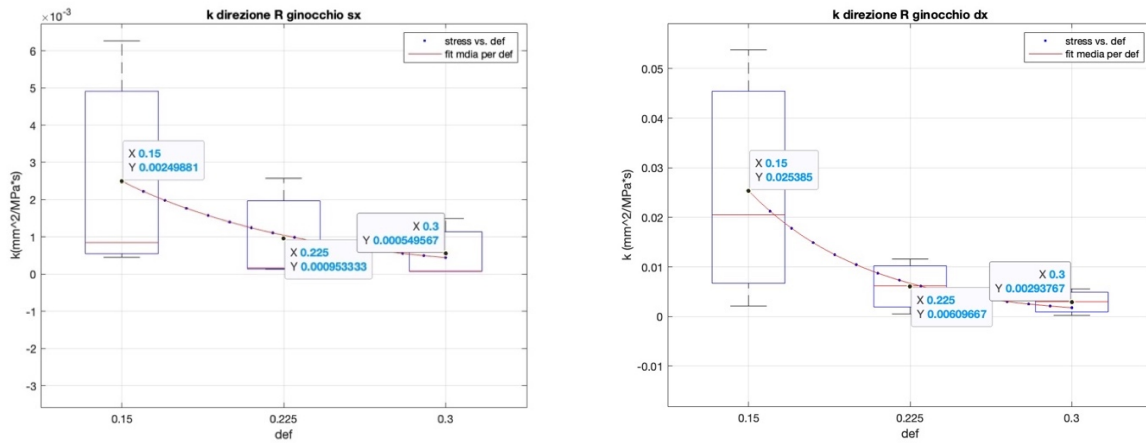 k direzione R ginocchio sx
×10⁻³
6
5
4
3
2
1
0
-1
-2
-3
k(mm^2/MPa*s)
stress vs. def
fit mdia per def
X 0.15
Y 0.00249881
X 0.225
Y 0.000953333
X 0.3
Y 0.000549567
0.15
0.225
0.3
def
k direzione R ginocchio dx
0.05
0.04
0.03
0.02
0.01
0
-0.01
k (mm^2/MPa*s)
stress vs. def
fit media per def
X 0.15
Y 0.025385
X 0.225
Y 0.00609667
X 0.3
Y 0.00293767
0.15
0.225
0.3
def